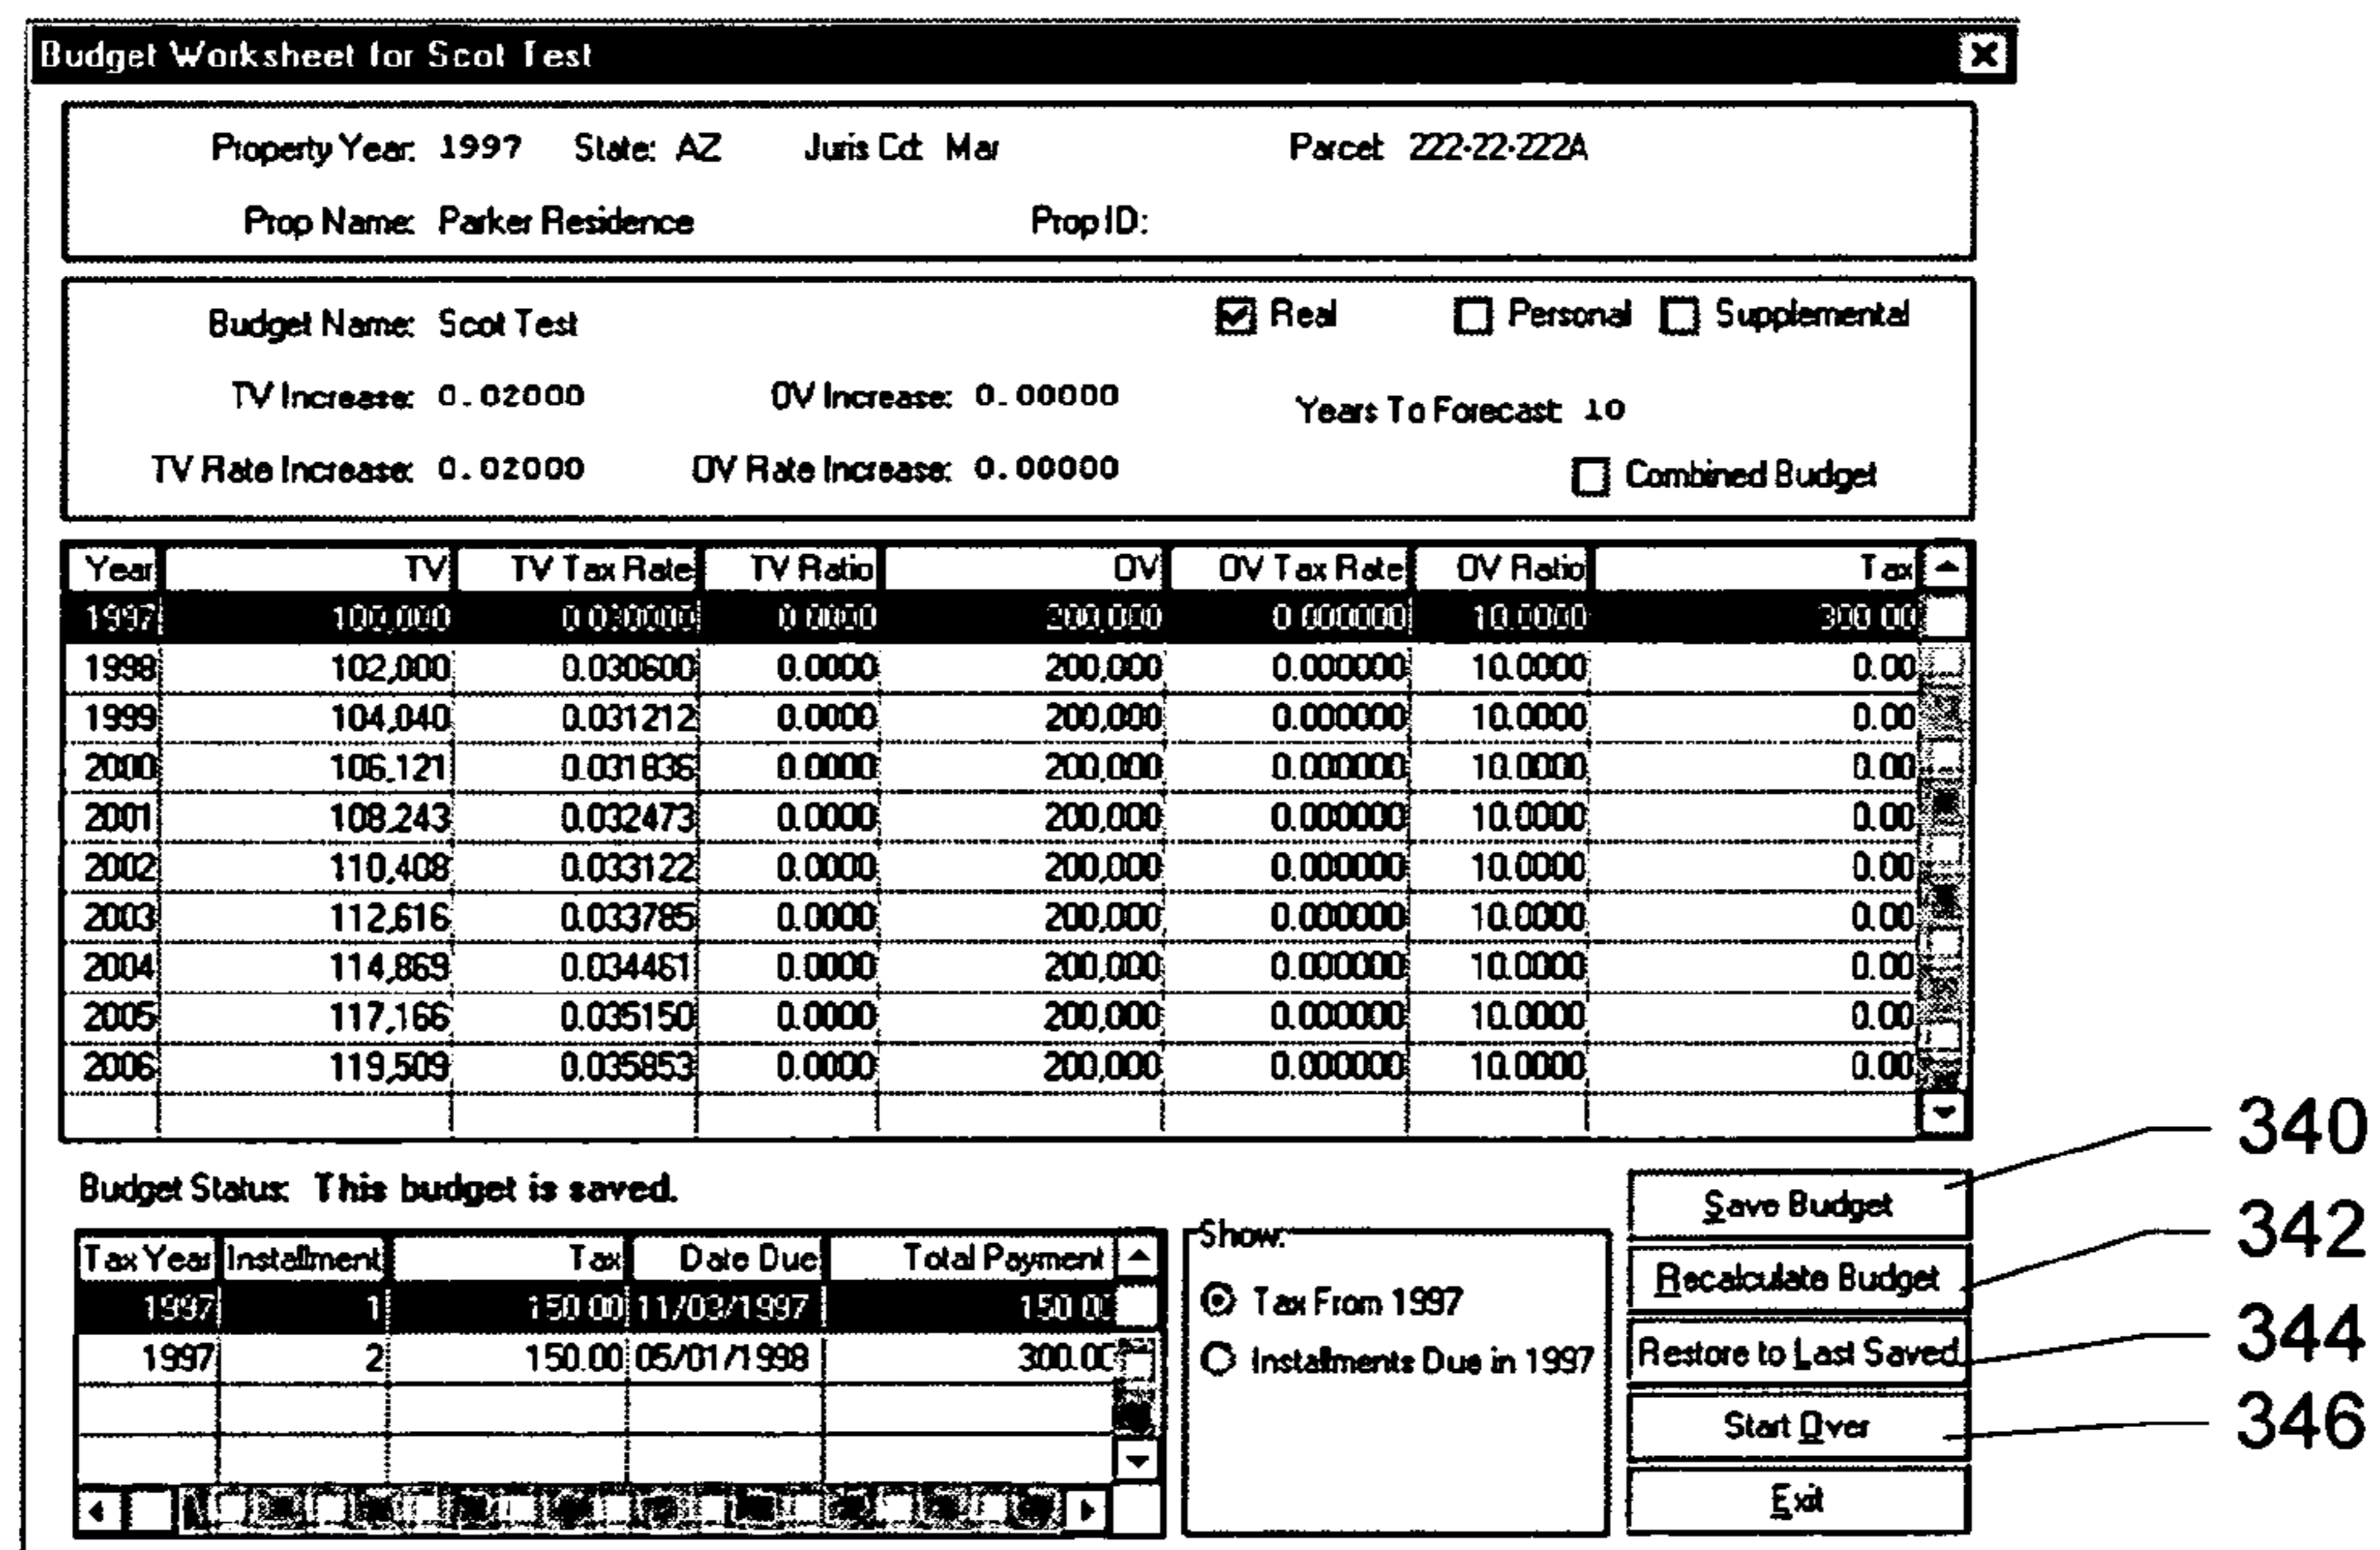 Budget Worksheet for Scot Test
Property Year: 1997 State: AZ Juris Cd: Mar Parcel: 222-22-222A
Prop Name: Parker Residence Prop ID:
Budget Name: Scot Test Real Personal Supplemental
TV Increase: 0.02000 OV Increase: 0.00000 Years To Forecast: 10
TV Rate Increase: 0.02000 OV Rate Increase: 0.00000 Combined Budget
Year TV TV Tax Rate TV Ratio OV OV Tax Rate OV Ratio Tax
1997 100,000 0.030000 0.0000 200,000 0.000000 10.0000 300.00
1998 102,000 0.030600 0.0000 200,000 0.000000 10.0000 0.00
1999 104,040 0.031212 0.0000 200,000 0.000000 10.0000 0.00
2000 106,121 0.031836 0.0000 200,000 0.000000 10.0000 0.00
2001 108,243 0.032473 0.0000 200,000 0.000000 10.0000 0.00
2002 110,408 0.033122 0.0000 200,000 0.000000 10.0000 0.00
2003 112,616 0.033785 0.0000 200,000 0.000000 10.0000 0.00
2004 114,869 0.034461 0.0000 200,000 0.000000 10.0000 0.00
2005 117,166 0.035150 0.0000 200,000 0.000000 10.0000 0.00
2006 119,509 0.035853 0.0000 200,000 0.000000 10.0000 0.00
Budget Status: This budget is saved.
Tax Year Installment Tax Date Due Total Payment
1997 1 150.00 11/03/1997 150.00
1997 2 150.00 05/01/1998 300.00
Show:
Tax From 1997
Installments Due in 1997
Save Budget 340
Recalculate Budget 342
Restore to Last Saved 344
Start Over 346
Exit